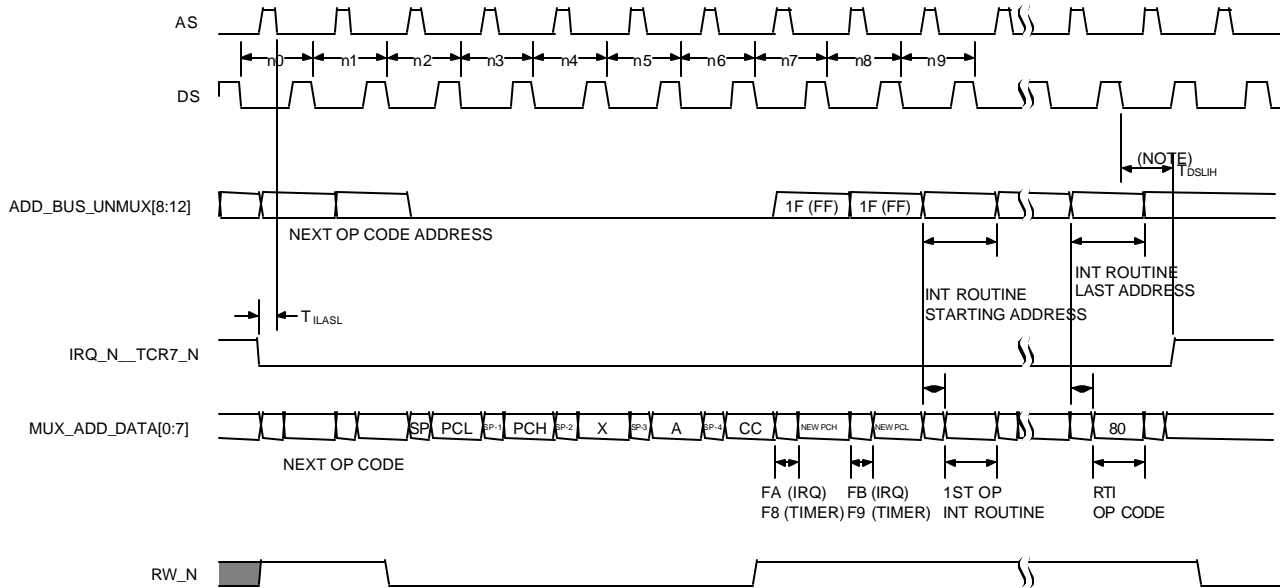 AS
n0 n1 n2 n3 n4 n5 n6 n7 n8 n9
DS
(NOTE)
TDSLIH
ADD_BUS_UNMUX[8:12]
1F (FF) 1F (FF)
NEXT OP CODE ADDRESS
INT ROUTINE
LAST ADDRESS
INT ROUTINE
STARTING ADDRESS
TILASL
IRQ_N__TCR7_N
MUX_ADD_DATA[0:7]
SP PCL SP-1 PCH SP-2 X SP-3 A SP-4 CC NEW PCH NEW PCL 80
NEXT OP CODE
FA (IRQ)
F8 (TIMER)
FB (IRQ)
F9 (TIMER)
1ST OP
INT ROUTINE
RTI
OP CODE
RW_N